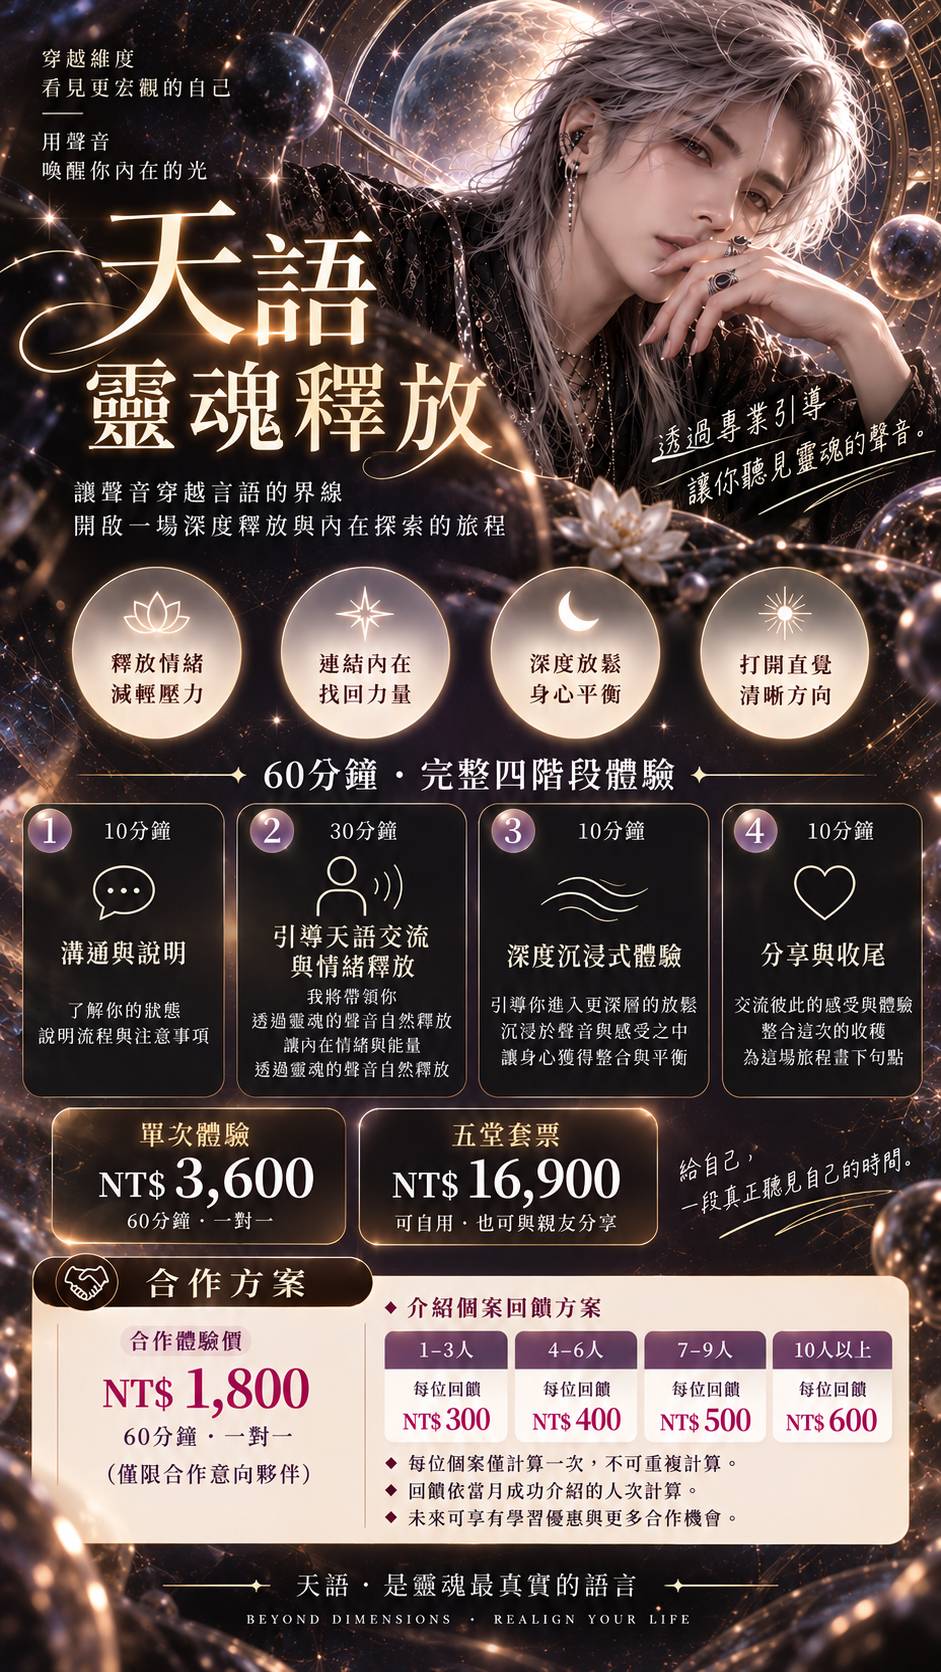 穿越維度
看見更宏觀的自己
用聲音
喚醒你內在的光
天語
靈魂釋放
透過專業引導
讓你聽見靈魂的聲音。
讓聲音穿越言語的界線
開啟一場深度釋放與內在探索的旅程
釋放情緒
減輕壓力
連結內在
找回力量
深度放鬆
身心平衡
打開直覺
清晰方向
60分鐘・完整四階段體驗
1 10分鐘
溝通與說明
了解你的狀態
說明流程與注意事項
2 30分鐘
引導天語交流
與情緒釋放
我將帶領你
透過靈魂的聲音自然釋放
讓內在情緒與能量
透過靈魂的聲音自然釋放
3 10分鐘
深度沉浸式體驗
引導你進入更深層的放鬆
沉浸於聲音與感受之中
讓身心獲得整合與平衡
4 10分鐘
分享與收尾
交流彼此的感受與體驗
整合這次的收穫
為這場旅程畫下句點
單次體驗
NT$ 3,600
60分鐘・一對一
五堂套票
NT$ 16,900
可自用・也可與親友分享
給自己，
一段真正聽見自己的時間。
合作方案
合作體驗價
NT$ 1,800
60分鐘・一對一
（僅限合作意向夥伴）
◆ 介紹個案回饋方案
1–3人
每位回饋
NT$ 300
4–6人
每位回饋
NT$ 400
7–9人
每位回饋
NT$ 500
10人以上
每位回饋
NT$ 600
◆ 每位個案僅計算一次，不可重複計算。
◆ 回饋依當月成功介紹的人次計算。
◆ 未來可享有學習優惠與更多合作機會。
天語・是靈魂最真實的語言
BEYOND DIMENSIONS • REALIGN YOUR LIFE